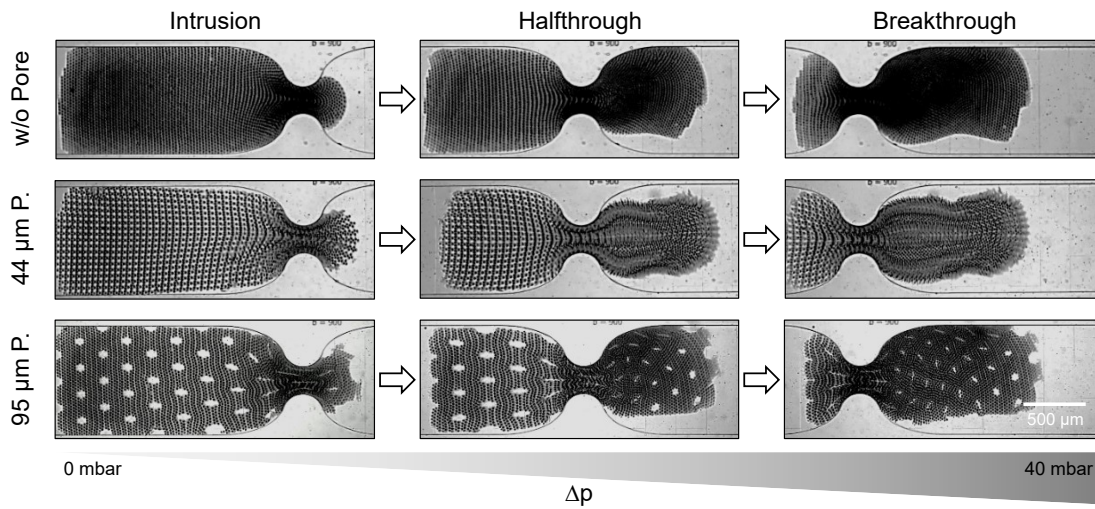 Intrusion Halfthrough Breakthrough
w/o Pore
44 µm P.
95 µm P.
500 µm
0 mbar 40 mbar
Δp